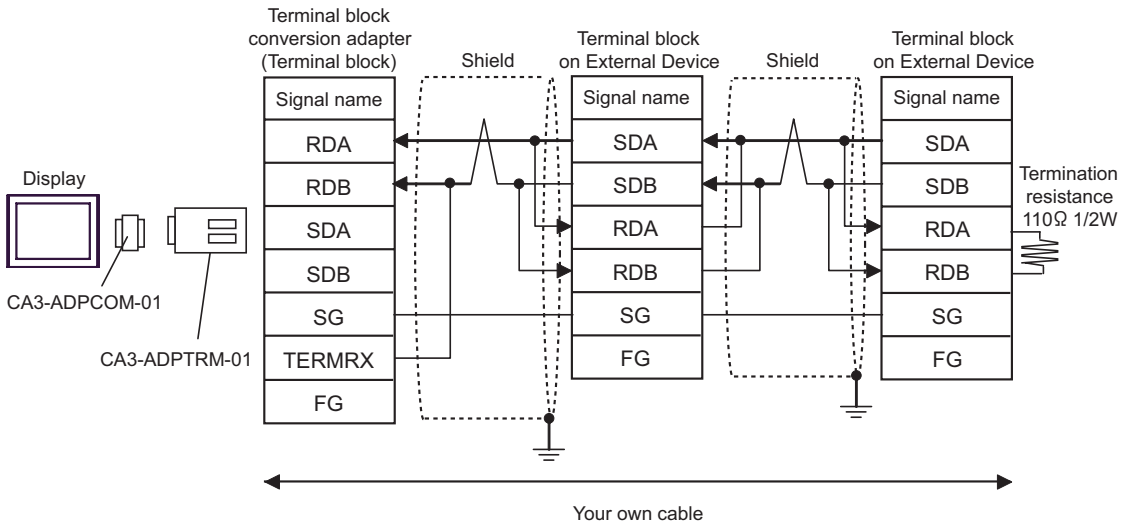 Terminal block
conversion adapter
(Terminal block)
Shield
Terminal block
on External Device
Shield
Terminal block
on External Device
Signal name
RDA
RDB
SDA
SDB
SG
TERMRX
FG
Signal name
SDA
SDB
RDA
RDB
SG
FG
Signal name
SDA
SDB
RDA
RDB
SG
FG
Termination
resistance
110Ω 1/2W
Display
CA3-ADPCOM-01
CA3-ADPTRM-01
Your own cable